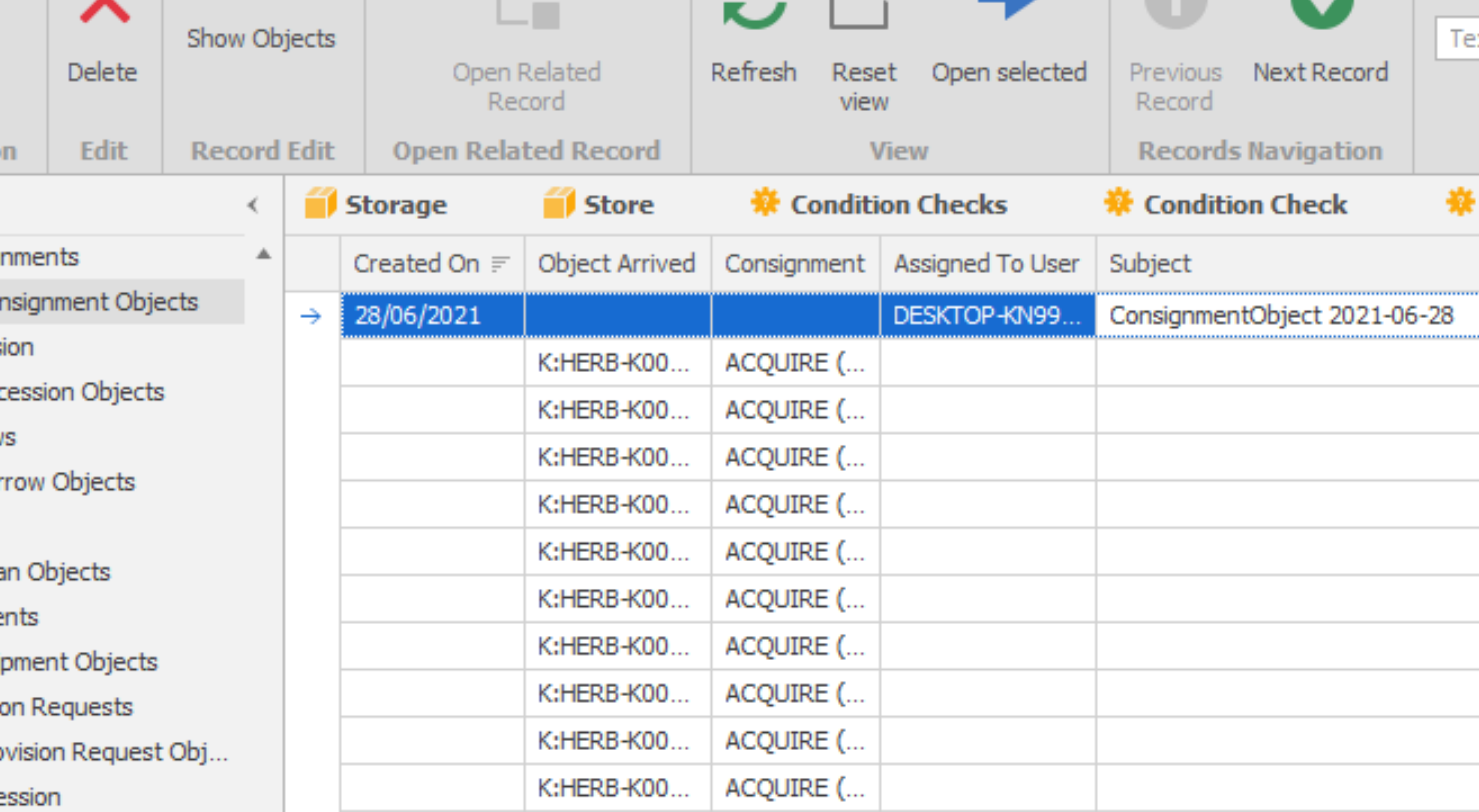 Show Objects
Delete
Open Related
Record
Refresh
Reset
view
Open selected
Previous
Record
Next Record
Edit
Record Edit
Open Related Record
View
Records Navigation
Storage
Store
Condition Checks
Condition Check
nments
Created On
Object Arrived
Consignment
Assigned To User
Subject
nsignment Objects
28/06/2021
DESKTOP-KN99...
ConsignmentObject 2021-06-28
sion
K:HERB-K00...
ACQUIRE (...
cession Objects
K:HERB-K00...
ACQUIRE (...
ws
K:HERB-K00...
ACQUIRE (...
rrow Objects
K:HERB-K00...
ACQUIRE (...
K:HERB-K00...
ACQUIRE (...
an Objects
K:HERB-K00...
ACQUIRE (...
ents
K:HERB-K00...
ACQUIRE (...
pment Objects
K:HERB-K00...
ACQUIRE (...
on Requests
K:HERB-K00...
ACQUIRE (...
ovision Request Obj...
K:HERB-K00...
ACQUIRE (...
ession